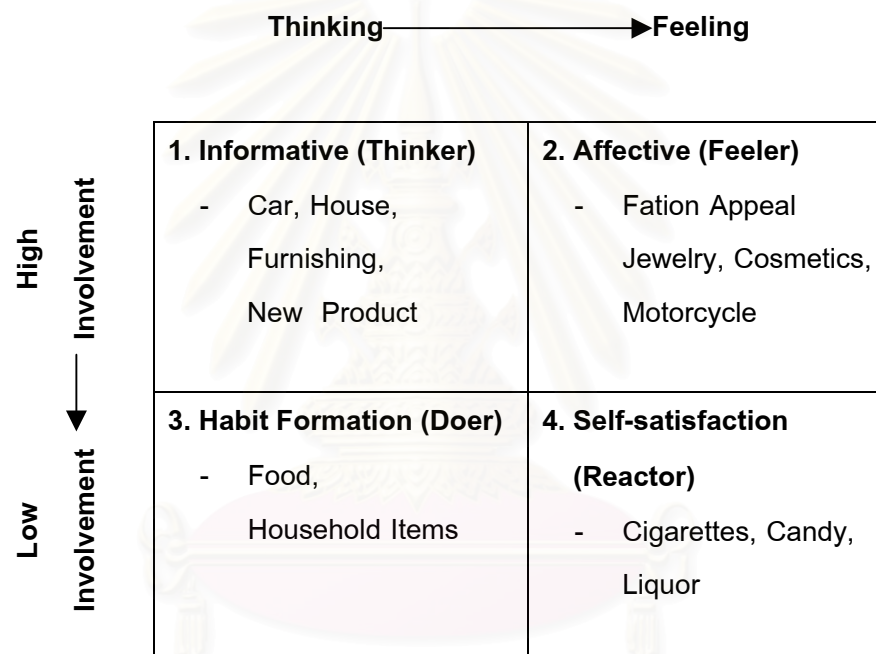 Thinking Feeling
High Involvement
1. Informative (Thinker)
- Car, House,
Furnishing,
New Product
2. Affective (Feeler)
- Fation Appeal
Jewelry, Cosmetics,
Motorcycle
Low Involvement
3. Habit Formation (Doer)
- Food,
Household Items
4. Self-satisfaction
(Reactor)
- Cigarettes, Candy,
Liquor